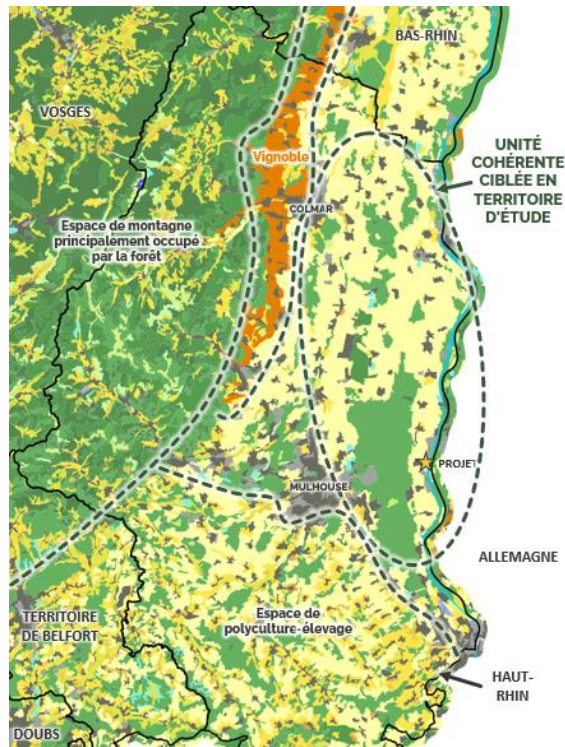 BAS-RHIN
VOSGES
UNITÉ
COHÉRENTE
CIBLÉE EN
TERRITOIRE
D'ÉTUDE
Vignoble
COLMAR
Espace de montagne
principalement occupé
par la forêt
PROJET
MULHOUSE
ALLEMAGNE
Espace de
polyculture-élevage
TERRITOIRE
DE BELFORT
HAUT-
RHIN
DOUBS